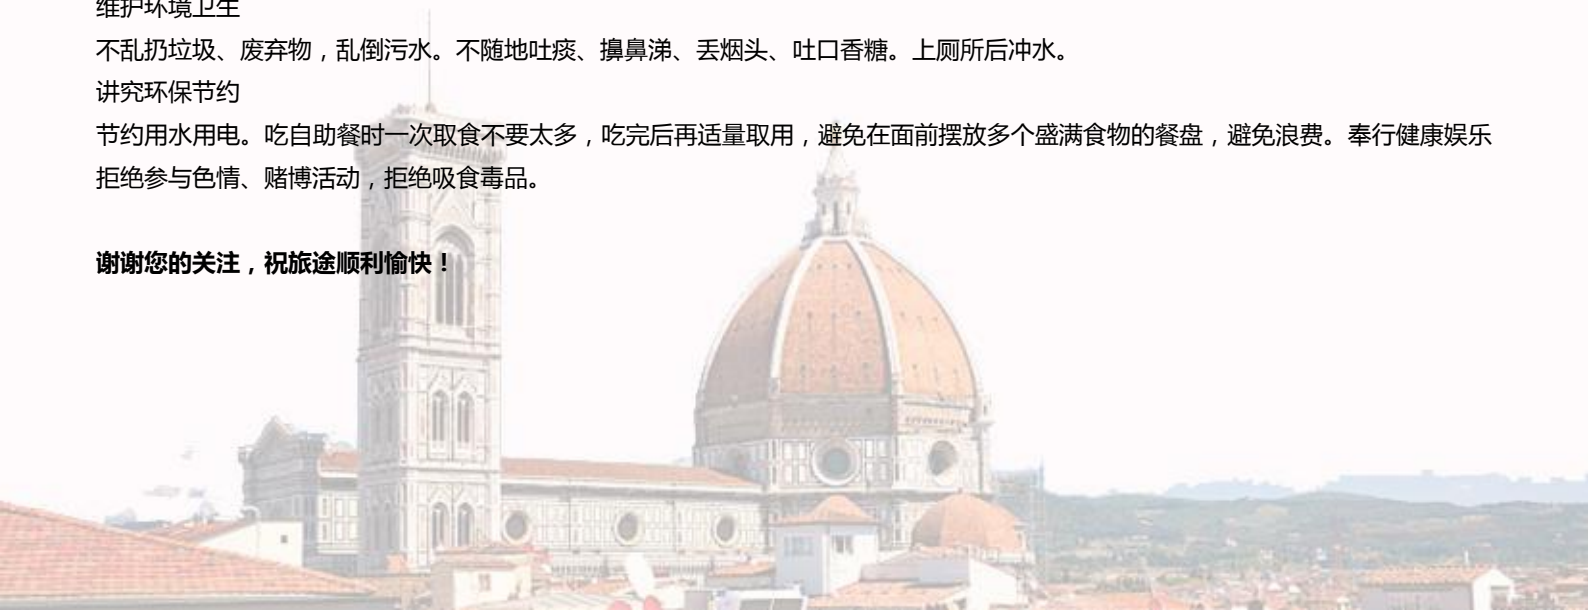 维护环境卫生
不乱扔垃圾、废弃物，乱倒污水。不随地吐痰、擤鼻涕、丢烟头、吐口香糖。上厕所后冲水。
讲究环保节约
节约用水用电。吃自助餐时一次取食不要太多，吃完后再适量取用，避免在面前摆放多个盛满食物的餐盘，避免浪费。奉行健康娱乐
拒绝参与色情、赌博活动，拒绝吸食毒品。
谢谢您的关注，祝旅途顺利愉快！